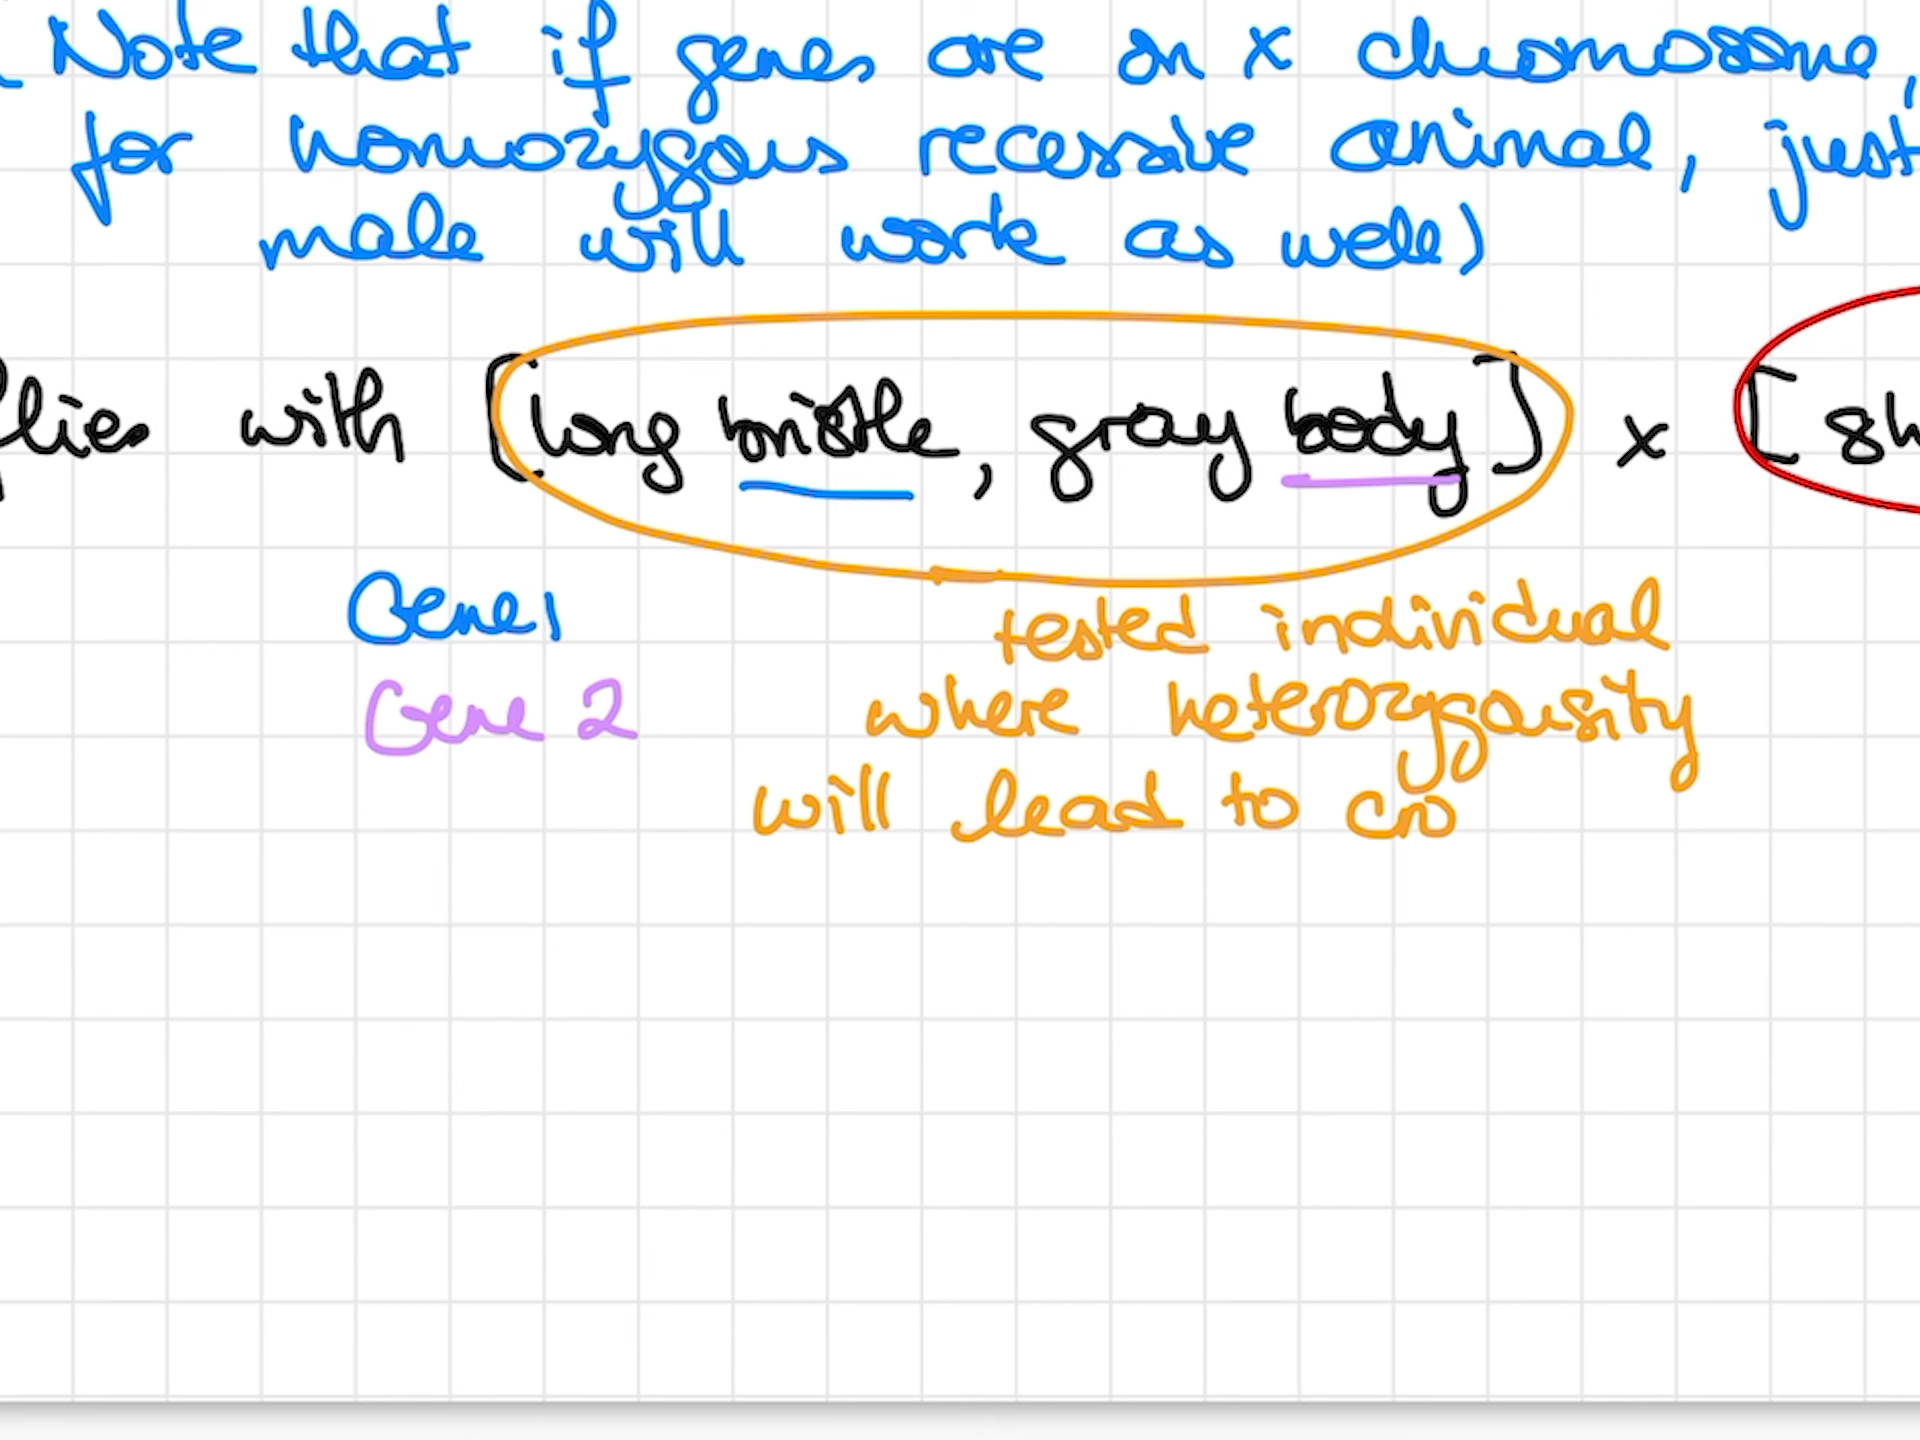 Note that if genes are on x chromosome,
for homozygous recessive animal, just
male will work as well)
flies with [long bristle, gray body] x [sh
Gene1
Gene 2
tested individual
where heterozygousity
will lead to cro